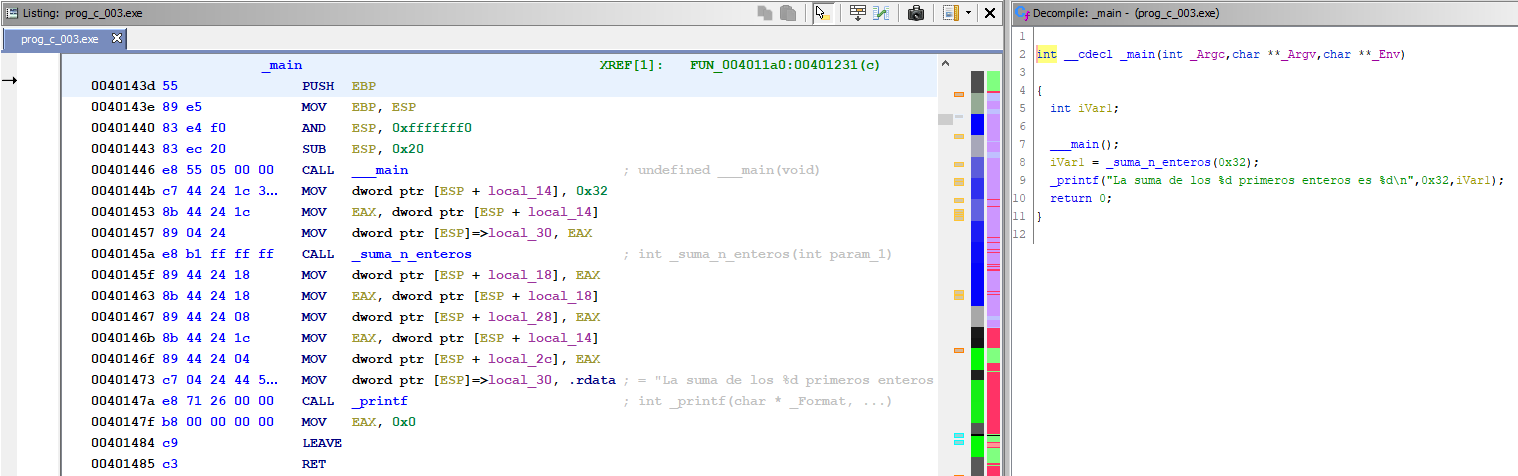 Listing: prog_c_003.exe
prog_c_003.exe
_main XREF[1]: FUN_004011a0:00401231(c)
0040143d 55 PUSH EBP
0040143e 89 e5 MOV EBP, ESP
00401440 83 e4 f0 AND ESP, 0xfffffff0
00401443 83 ec 20 SUB ESP, 0x20
00401446 e8 55 05 00 00 CALL ___main ; undefined ___main(void)
0040144b c7 44 24 1c 3... MOV dword ptr [ESP + local_14], 0x32
00401453 8b 44 24 1c MOV EAX, dword ptr [ESP + local_14]
00401457 89 04 24 MOV dword ptr [ESP]=>local_30, EAX
0040145a e8 b1 ff ff ff CALL _suma_n_enteros ; int _suma_n_enteros(int param_1)
0040145f 89 44 24 18 MOV dword ptr [ESP + local_18], EAX
00401463 8b 44 24 18 MOV EAX, dword ptr [ESP + local_18]
00401467 89 44 24 08 MOV dword ptr [ESP + local_28], EAX
0040146b 8b 44 24 1c MOV EAX, dword ptr [ESP + local_14]
0040146f 89 44 24 04 MOV dword ptr [ESP + local_2c], EAX
00401473 c7 04 24 44 5... MOV dword ptr [ESP]=>local_30, .rdata ; = "La suma de los %d primeros enteros
0040147a e8 71 26 00 00 CALL _printf ; int _printf(char * _Format, ...)
0040147f b8 00 00 00 00 MOV EAX, 0x0
00401484 c9 LEAVE
00401485 c3 RET
Decompile: _main - (prog_c_003.exe)
1
2 int __cdecl _main(int _Argc,char **_Argv,char **_Env)
3
4 {
5 int iVar1;
6
7 ___main();
8 iVar1 = _suma_n_enteros(0x32);
9 _printf("La suma de los %d primeros enteros es %d\n",0x32,iVar1);
10 return 0;
11 }
12